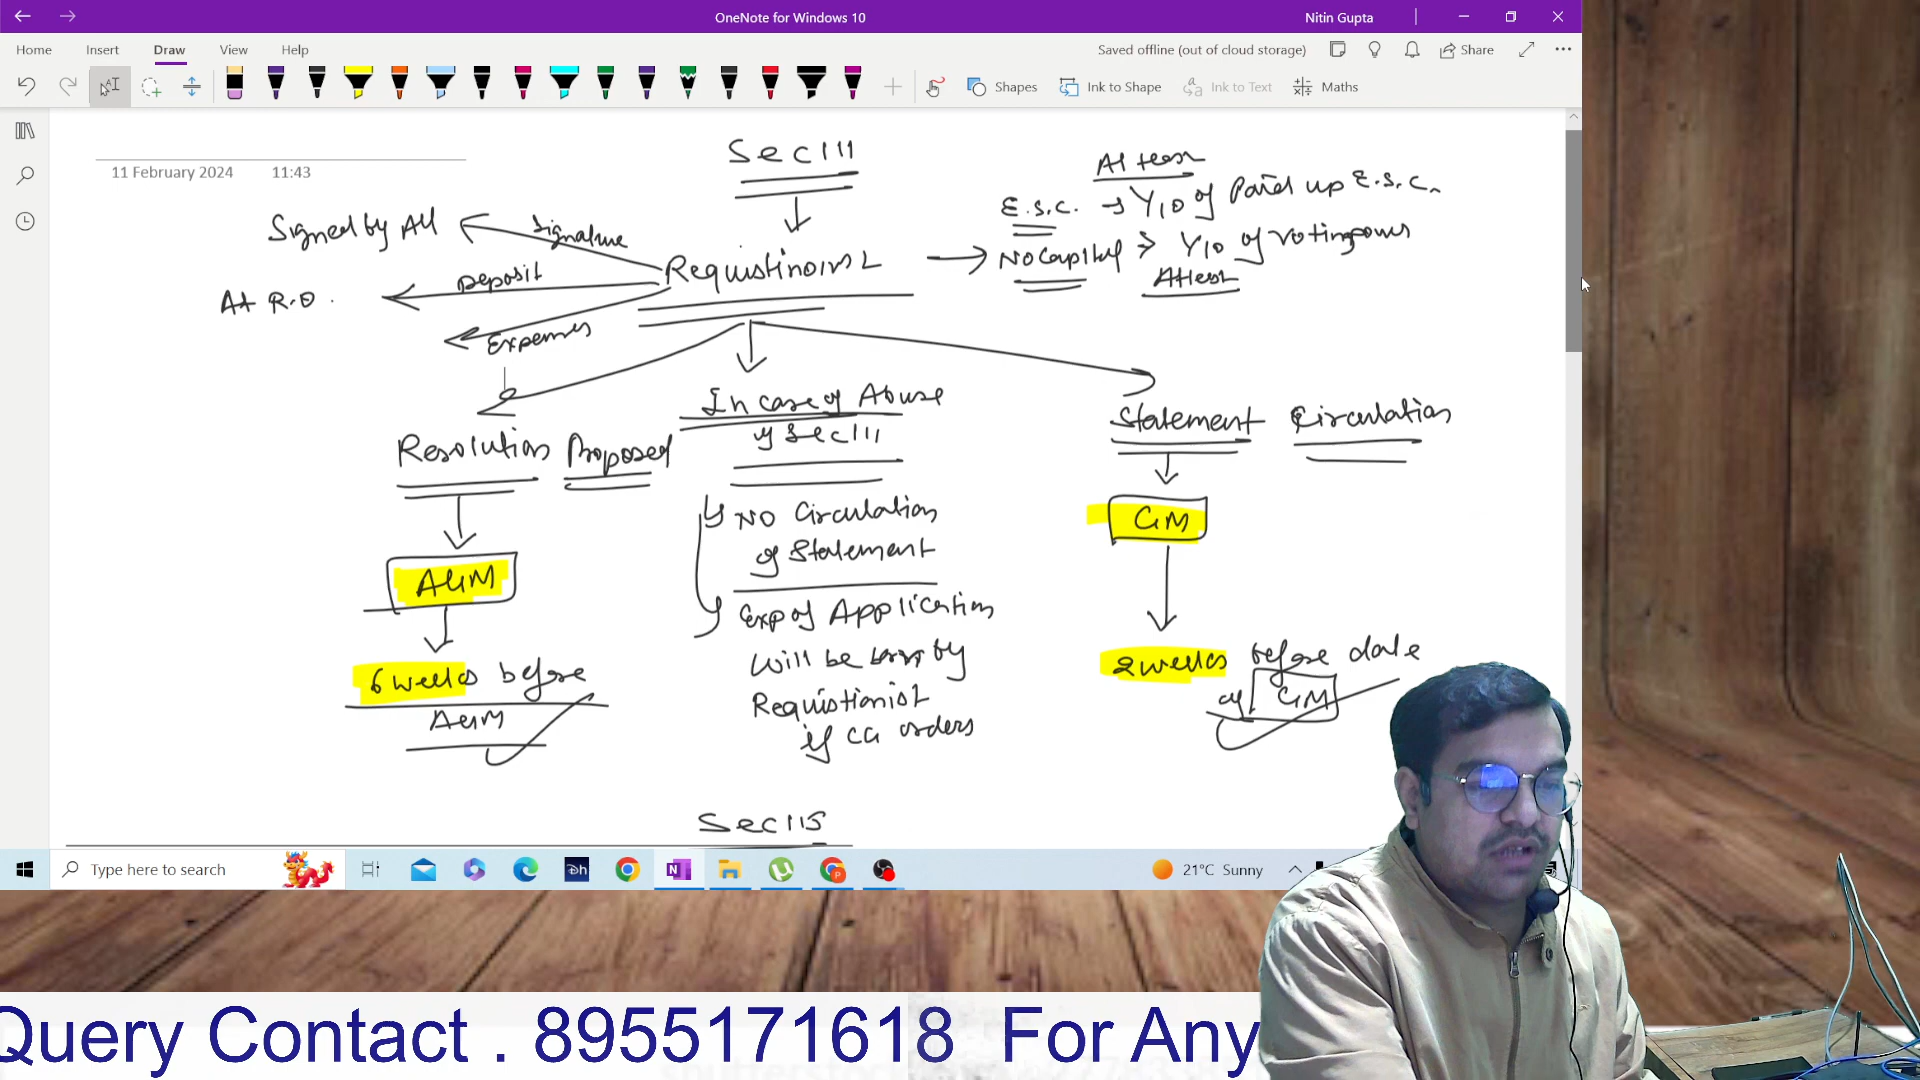 OneNote for Windows 10
Nitin Gupta
Home Insert Draw View Help
Saved offline (out of cloud storage)
Share
Shapes
Ink to Shape
Ink to Text
Maths
11 February 2024 11:43
Sec 111
At least
E.S.C. → 1/10 of Paid up E.S.C.
Signed by All
Signature
Requistinoist
No Capital → 1/10 of voting power
Atleast
Deposit
At R.O.
Expenses
In case of Abuse
of Sec 111
Statement Circulation
Resolution Proposed
No Circulation
of Statement
GM
AGM
Exp of Application
will be born by
Requistionist
if CG orders
6 weeks before
AGM
2 weeks before date
of GM
Sec 115
Type here to search
21°C Sunny
Query Contact . 8955171618 For Any